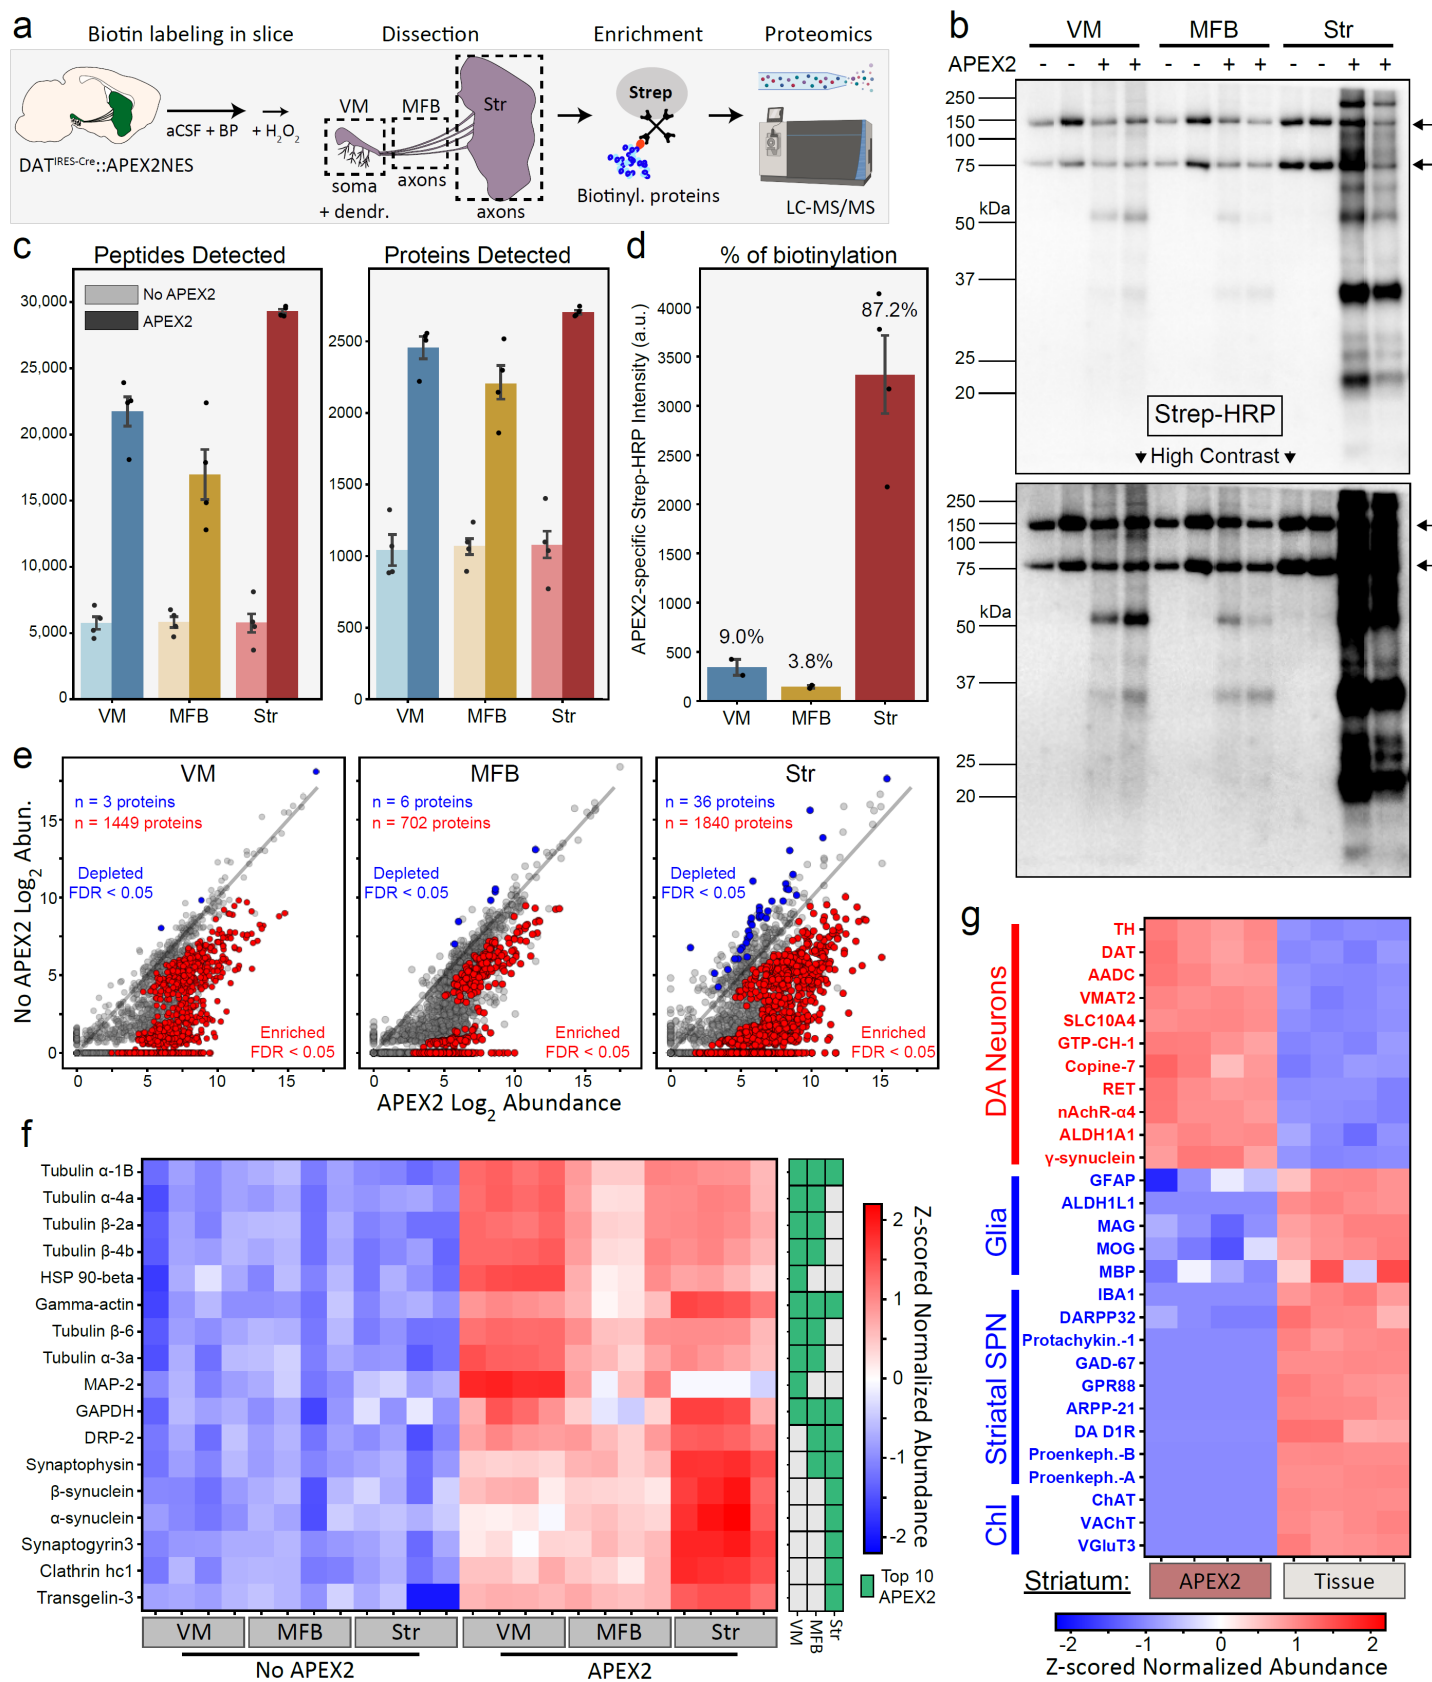 a
Biotin labeling in slice
Dissection
Enrichment
Proteomics
aCSF + BP
+ H2O2
DATIRES-Cre::APEX2NES
VM
MFB
Str
soma
+ dendr.
axons
axons
Strep
Biotinyl. proteins
LC-MS/MS
b
VM MFB Str
APEX2 - - + + - - + + - - + +
250
150
100
75
kDa
50
37
25
20
Strep-HRP
High Contrast
250
150
100
75
kDa
50
37
25
20
c
Peptides Detected
No APEX2
APEX2
30,000
25,000
20,000
15,000
10,000
5,000
0
VM MFB Str
Proteins Detected
2500
2000
1500
1000
500
0
VM MFB Str
d
% of biotinylation
APEX2-specific Strep-HRP Intensity (a.u.)
4000
3500
3000
2500
2000
1500
1000
500
0
9.0%
3.8%
87.2%
VM MFB Str
e
No APEX2 Log2 Abun.
15
10
5
0
VM
n = 3 proteins
n = 1449 proteins
Depleted
FDR < 0.05
Enriched
FDR < 0.05
0 5 10 15
MFB
n = 6 proteins
n = 702 proteins
Depleted
FDR < 0.05
Enriched
FDR < 0.05
0 5 10 15
Str
n = 36 proteins
n = 1840 proteins
Depleted
FDR < 0.05
Enriched
FDR < 0.05
0 5 10 15
APEX2 Log2 Abundance
f
Tubulin α-1B
Tubulin α-4a
Tubulin β-2a
Tubulin β-4b
HSP 90-beta
Gamma-actin
Tubulin β-6
Tubulin α-3a
MAP-2
GAPDH
DRP-2
Synaptophysin
β-synuclein
α-synuclein
Synaptogyrin3
Clathrin hc1
Transgelin-3
VM MFB Str VM MFB Str
No APEX2 APEX2
VM MFB Str
2
1
0
-1
-2
Z-scored Normalized Abundance
Top 10
APEX2
g
DA Neurons
TH
DAT
AADC
VMAT2
SLC10A4
GTP-CH-1
Copine-7
RET
nAchR-α4
ALDH1A1
γ-synuclein
Glia
GFAP
ALDH1L1
MAG
MOG
MBP
Striatal SPN
IBA1
DARPP32
Protachykin.-1
GAD-67
GPR88
ARPP-21
DA D1R
Proenkeph.-B
Proenkeph.-A
ChI
ChAT
VAChT
VGluT3
Striatum: APEX2 Tissue
-2 -1 0 1 2
Z-scored Normalized Abundance